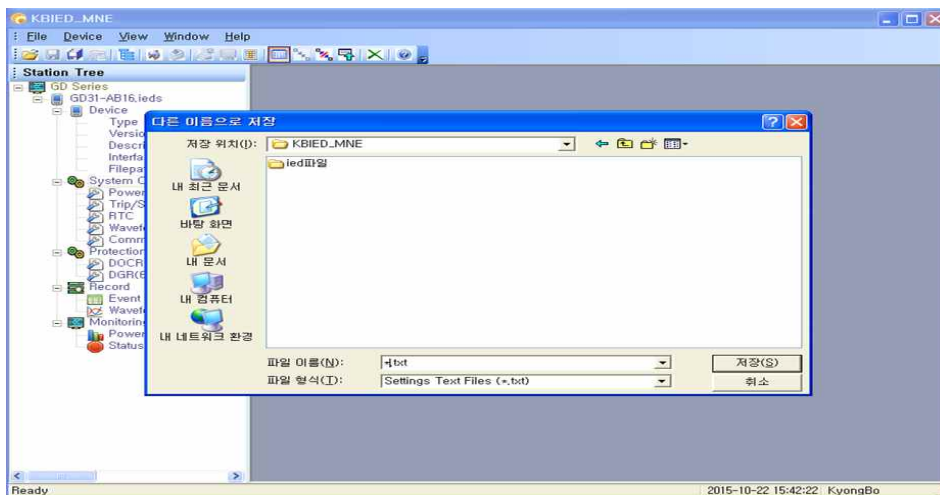 KBIED_MNE
File Device View Window Help
Station Tree
GD Series
GD31-AB16.ieds
Device
Type
Versio
Descri
Interfa
Filepa
System C
Power
Trip/S
RTC
Wavefo
Comm
Protection
DOCR
DGR(6
Record
Event
Wavefo
Monitorin
Power
Status
다른 이름으로 저장
저장 위치(I): KBIED_MNE
ied파일
내 최근 문서
바탕 화면
내 문서
내 컴퓨터
내 네트워크 환경
파일 이름(N): *.txt 저장(S)
파일 형식(T): Settings Text Files (*.txt) 취소
Ready 2015-10-22 15:42:22 KyongBo